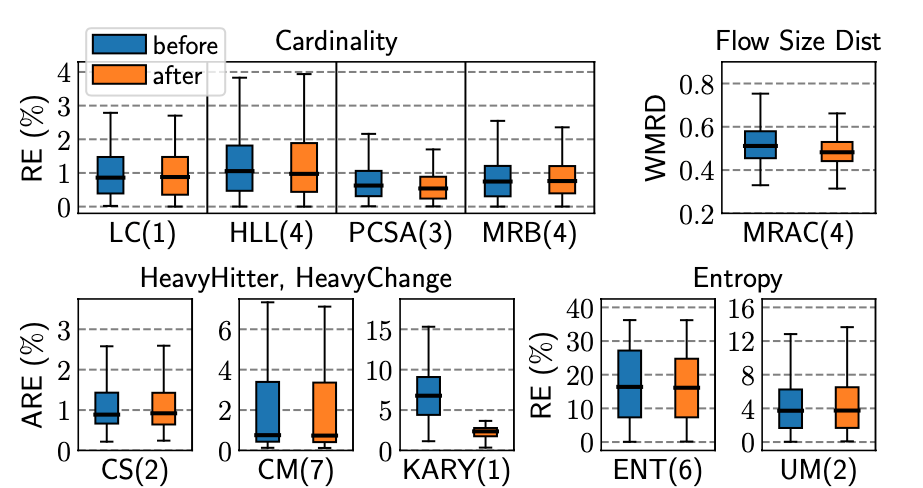 before
after
Cardinality
Flow Size Dist
RE (%)
4
3
2
1
0
LC(1) HLL(4) PCSA(3) MRB(4)
WMRD
0.8
0.6
0.4
0.2
MRAC(4)
HeavyHitter, HeavyChange
Entropy
ARE (%)
3
2
1
0
CS(2)
6
4
2
0
CM(7)
15
10
5
0
KARY(1)
RE (%)
40
30
20
10
0
ENT(6)
16
12
8
4
0
UM(2)